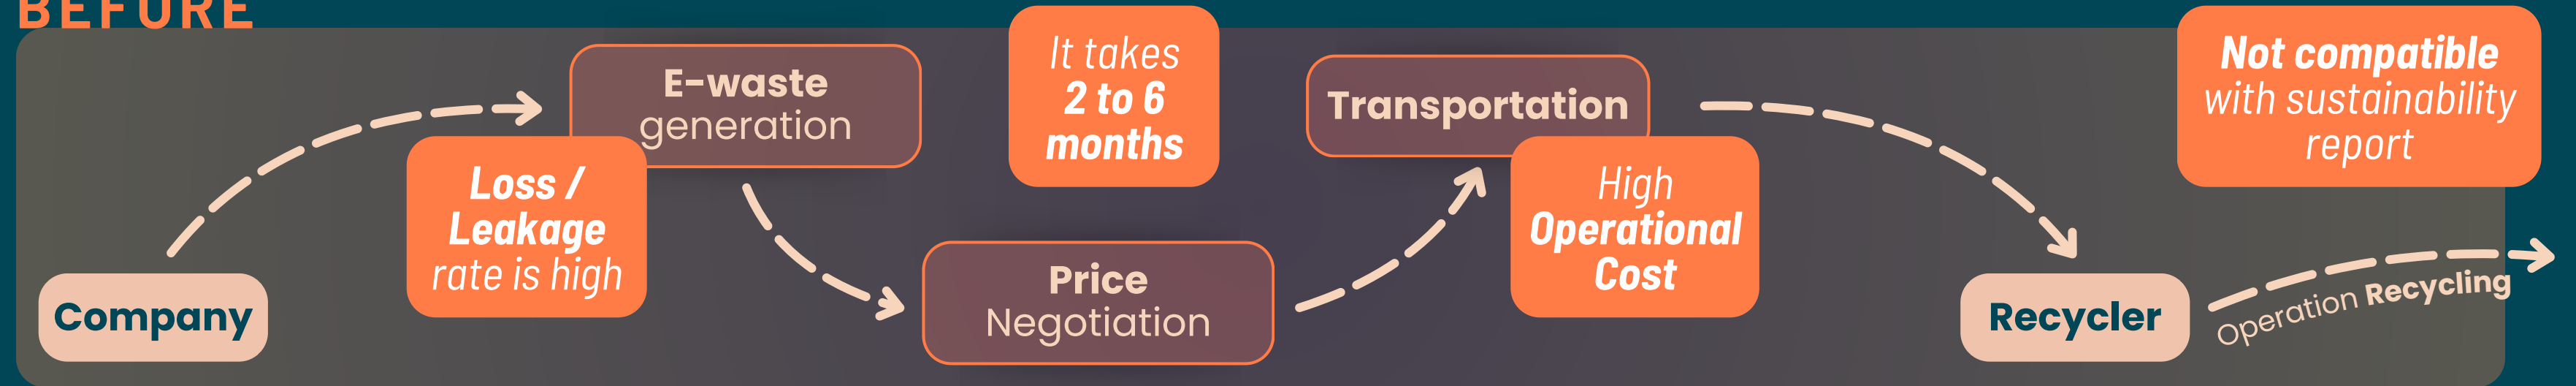 BEFORE
Company
Loss /
Leakage
rate is high
E-waste
generation
It takes
2 to 6
months
Price
Negotiation
Transportation
High
Operational
Cost
Recycler
Operation Recycling
Not compatible
with sustainability
report